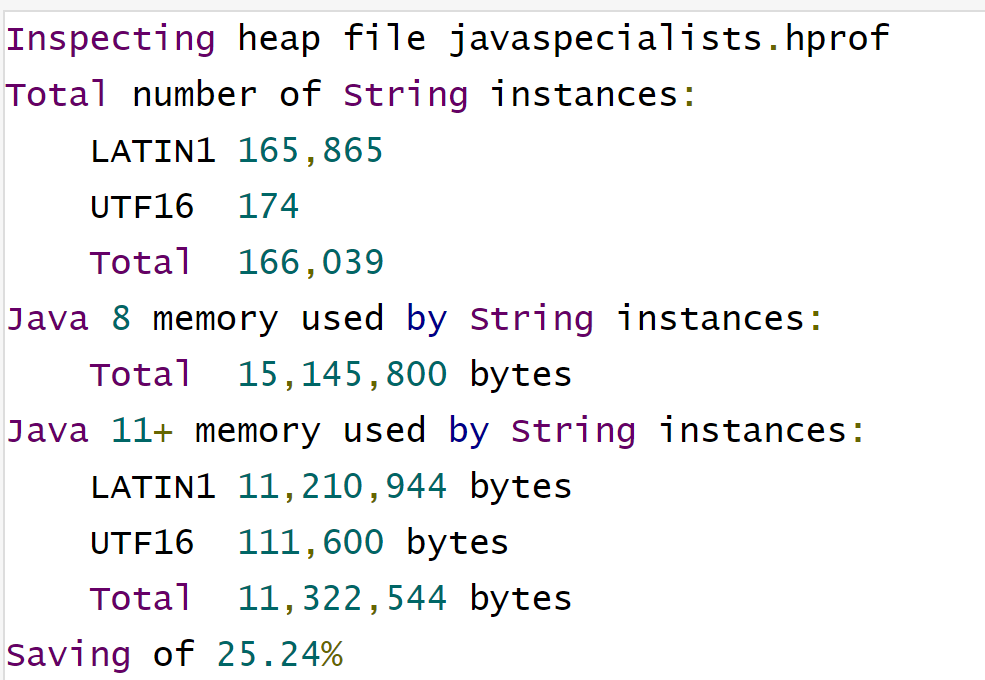 Inspecting heap file javaspecialists.hprof
Total number of String instances:
    LATIN1 165,865
    UTF16  174
    Total  166,039
Java 8 memory used by String instances:
    Total  15,145,800 bytes
Java 11+ memory used by String instances:
    LATIN1 11,210,944 bytes
    UTF16  111,600 bytes
    Total  11,322,544 bytes
Saving of 25.24%